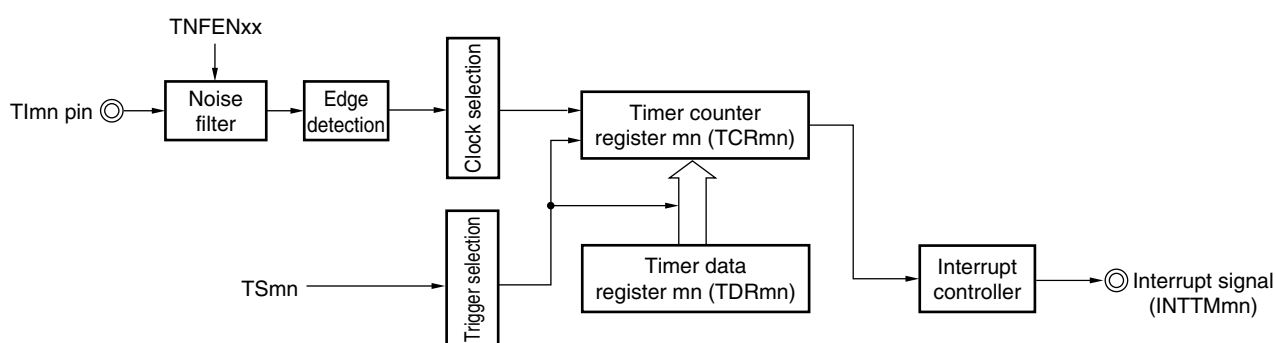 TNFENxx
TImn pin
Noise
filter
Edge
detection
Clock selection
Timer counter
register mn (TCRmn)
TSmn
Trigger selection
Timer data
register mn (TDRmn)
Interrupt
controller
Interrupt signal
(INTTMmn)